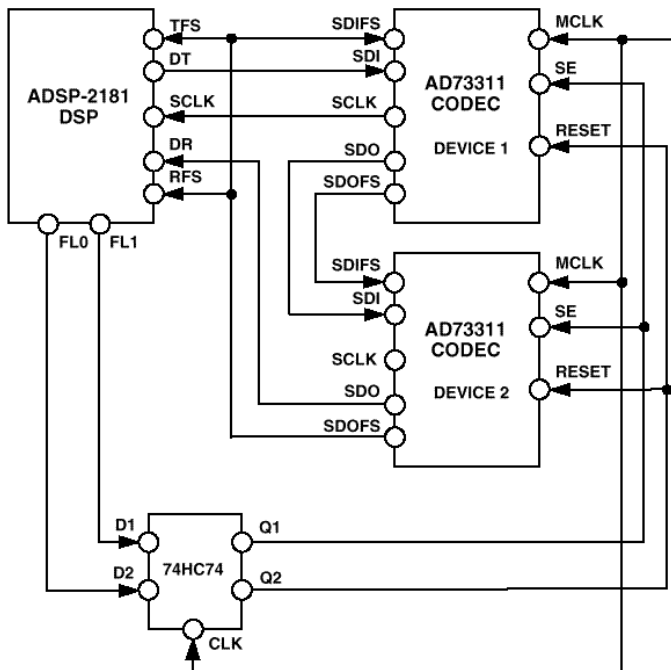 ADSP-2181
DSP
TFS
DT
SCLK
DR
RFS
FL0
FL1
SDIFS
SDI
SCLK
SDO
SDOFS
AD73311
CODEC
DEVICE 1
MCLK
SE
RESET
SDIFS
SDI
SCLK
SDO
SDOFS
AD73311
CODEC
DEVICE 2
MCLK
SE
RESET
D1
D2
74HC74
Q1
Q2
CLK